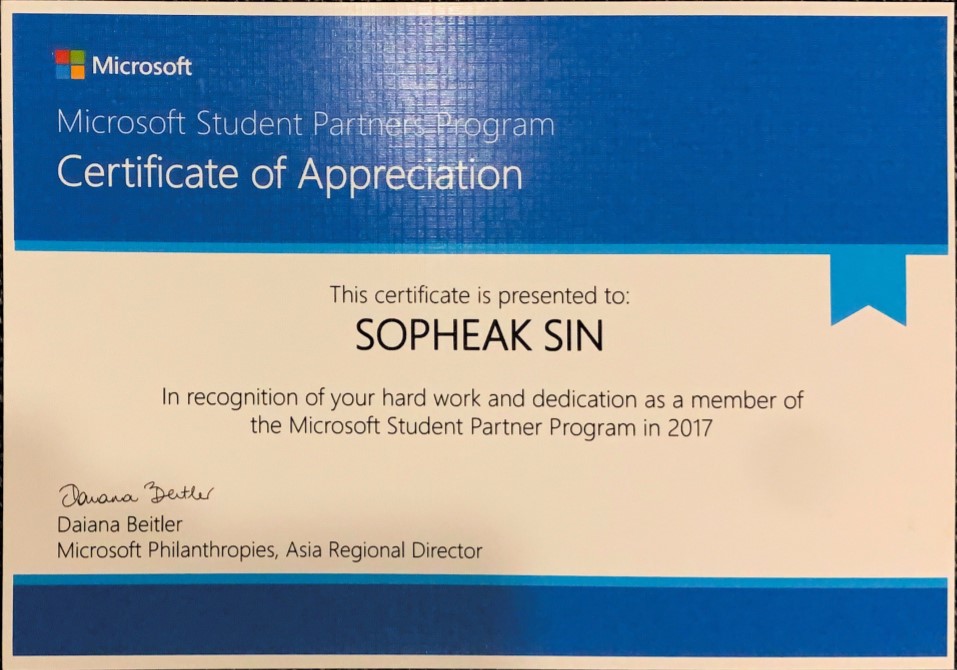 Microsoft
Microsoft Student Partners Program
Certificate of Appreciation
This certificate is presented to:
SOPHEAK SIN
In recognition of your hard work and dedication as a member of
the Microsoft Student Partner Program in 2017
Daiana Beitler
Daiana Beitler
Microsoft Philanthropies, Asia Regional Director